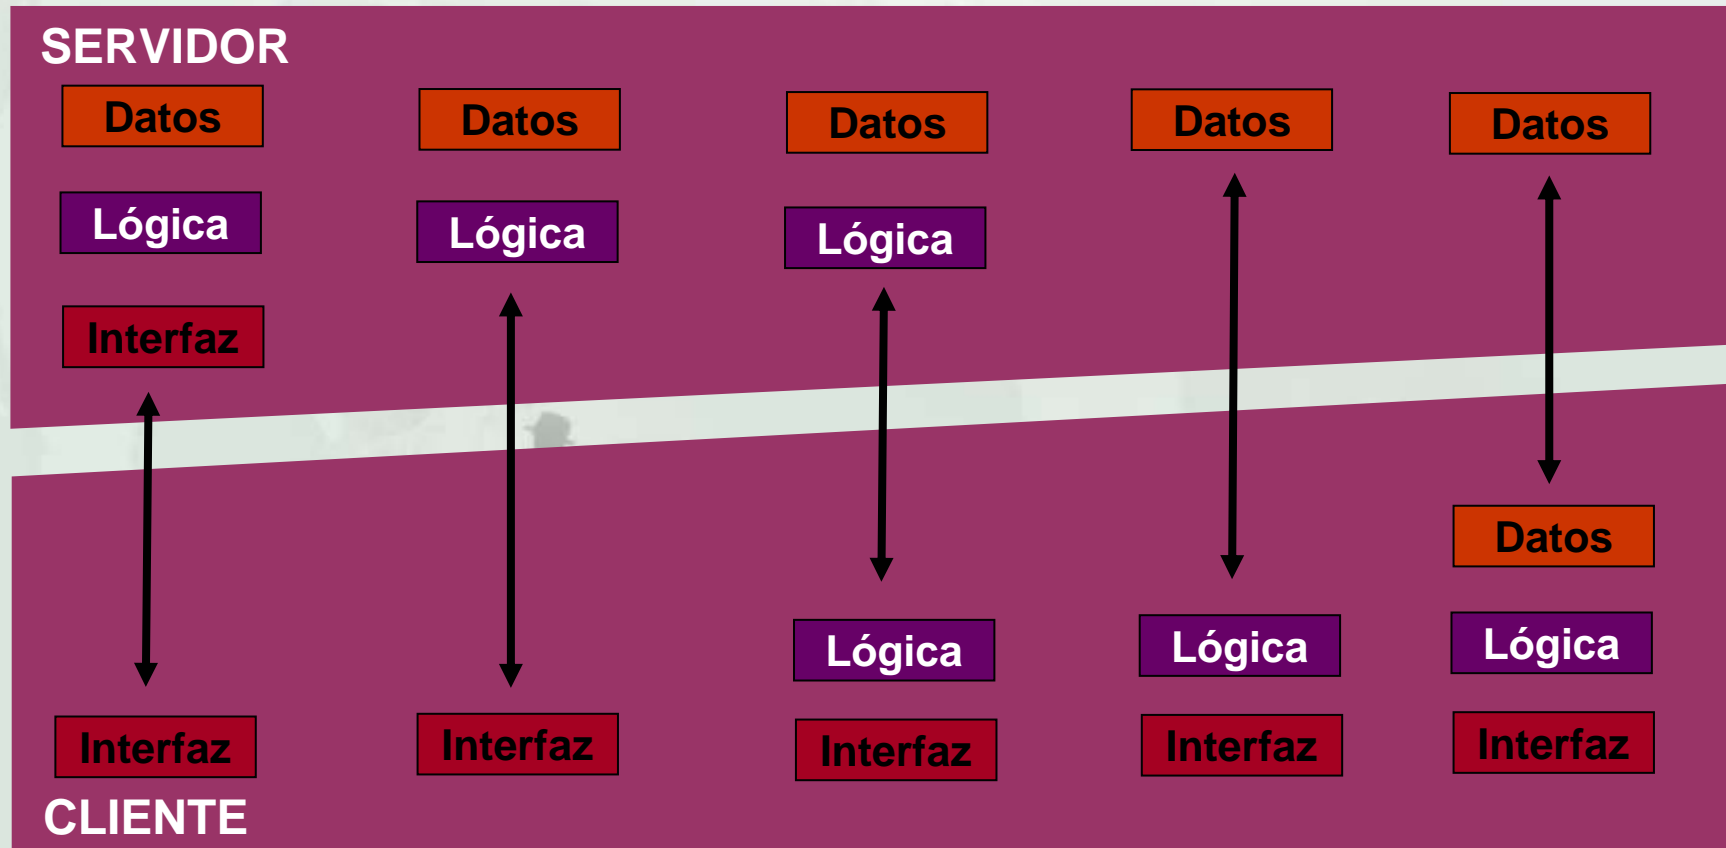 SERVIDOR
Datos
Datos
Datos
Datos
Datos
Lógica
Lógica
Lógica
Interfaz
Datos
Lógica
Lógica
Lógica
Interfaz
Interfaz
Interfaz
Interfaz
Interfaz
CLIENTE